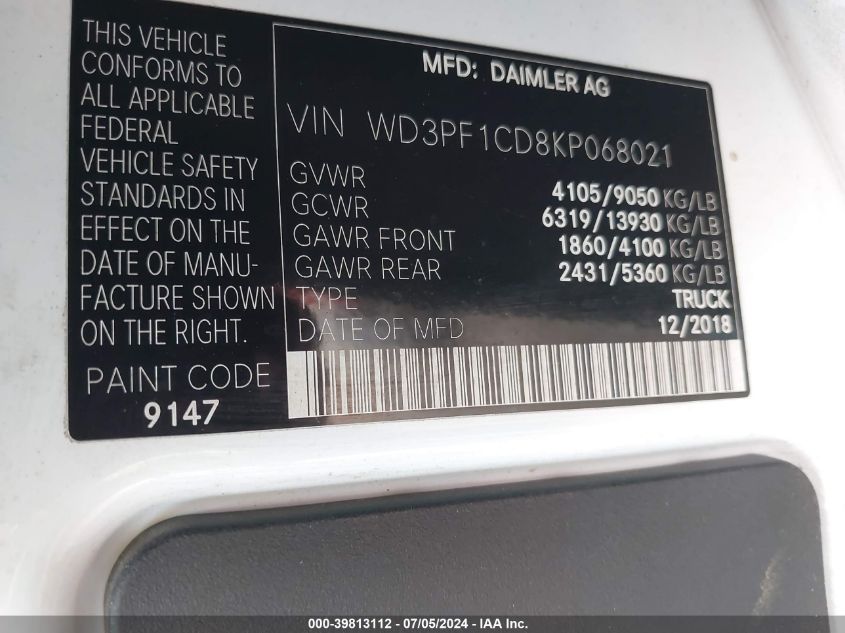 THIS VEHICLE
CONFORMS TO
ALL APPLICABLE
FEDERAL
VEHICLE SAFETY
STANDARDS IN
EFFECT ON THE
DATE OF MANU-
FACTURE SHOWN
ON THE RIGHT.
PAINT CODE
9147
MFD: DAIMLER AG
VIN WD3PF1CD8KP068021
GVWR 4105/9050 KG/LB
GCWR 6319/13930 KG/LB
GAWR FRONT 1860/4100 KG/LB
GAWR REAR 2431/5360 KG/LB
TYPE TRUCK
DATE OF MFD 12/2018
000-39813112 - 07/05/2024 - IAA Inc.